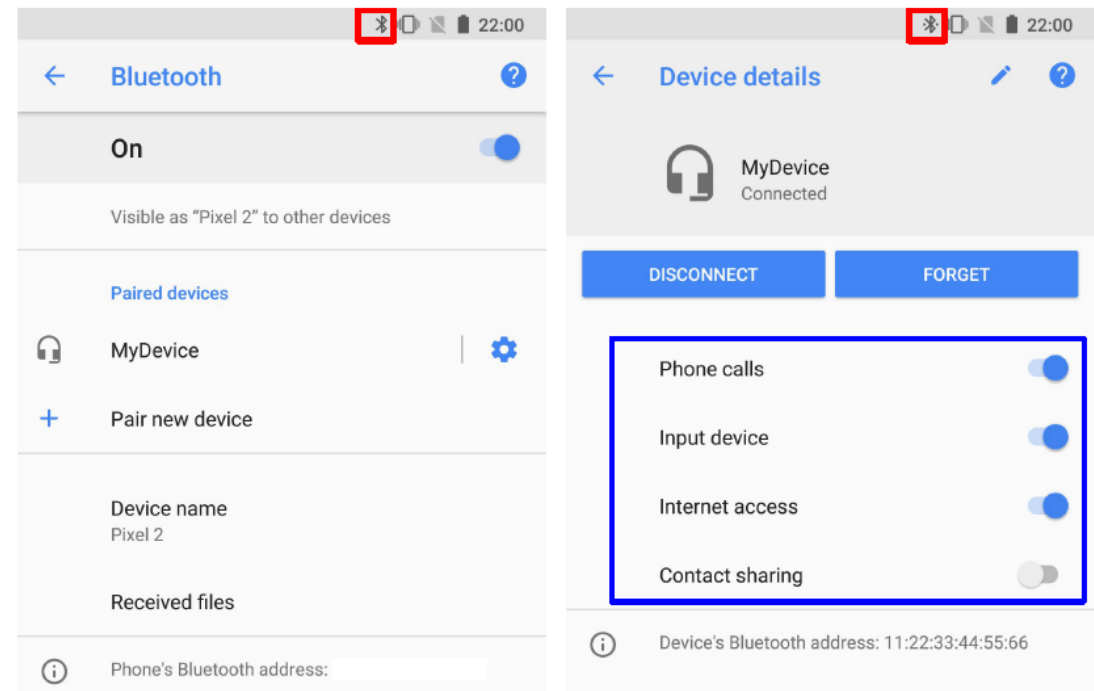 22:00
Bluetooth
On
Visible as “Pixel 2” to other devices
Paired devices
MyDevice
Pair new device
Device name
Pixel 2
Received files
Phone's Bluetooth address:
22:00
Device details
MyDevice
Connected
DISCONNECT FORGET
Phone calls
Input device
Internet access
Contact sharing
Device's Bluetooth address: 11:22:33:44:55:66